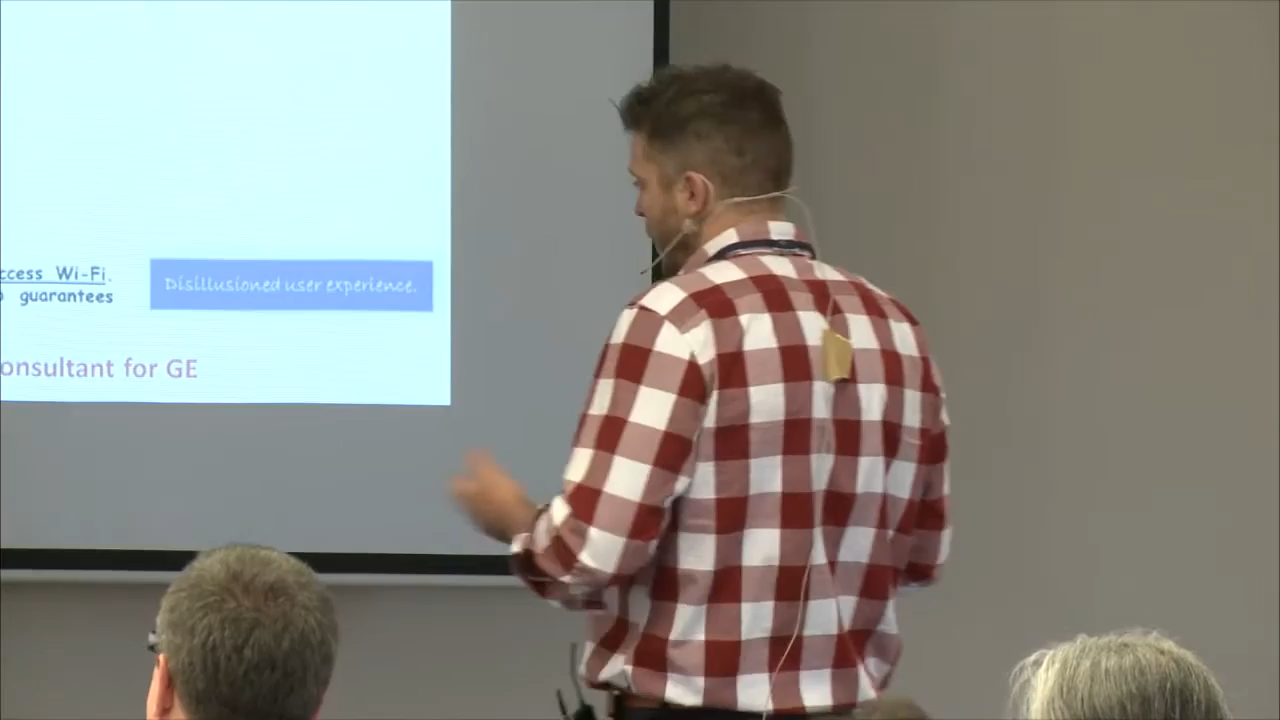 ccess Wi-Fi.
guarantees
Disillusioned user experience.
onsultant for GE